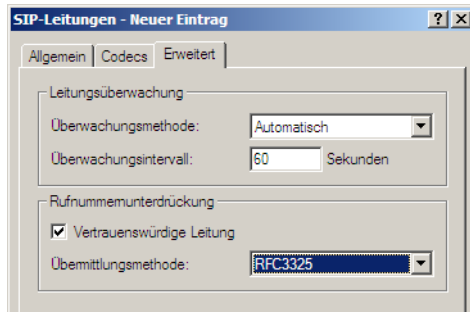 SIP-Leitungen - Neuer Eintrag
Allgemein Codecs Erweitert
Leitungsüberwachung
Überwachungsmethode: Automatisch
Überwachungsintervall: 60 Sekunden
Rufnummernunterdrückung
Vertrauenswürdige Leitung
Übermittlungsmethode: RFC3325